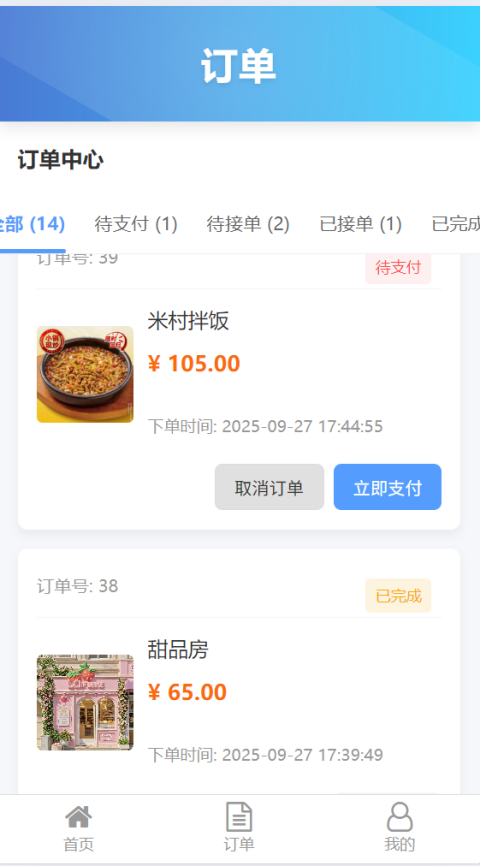 订单
订单中心
全部 (14) 待支付 (1) 待接单 (2) 已接单 (1) 已完成
订单号: 39 待支付
米村拌饭
¥ 105.00
下单时间: 2025-09-27 17:44:55
取消订单 立即支付
订单号: 38 已完成
甜品房
¥ 65.00
下单时间: 2025-09-27 17:39:49
首页 订单 我的